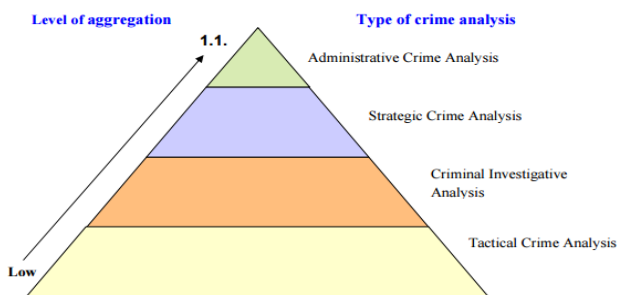 Level of aggregation
Type of crime analysis
1.1.
Administrative Crime Analysis
Strategic Crime Analysis
Criminal Investigative
Analysis
Tactical Crime Analysis
Low